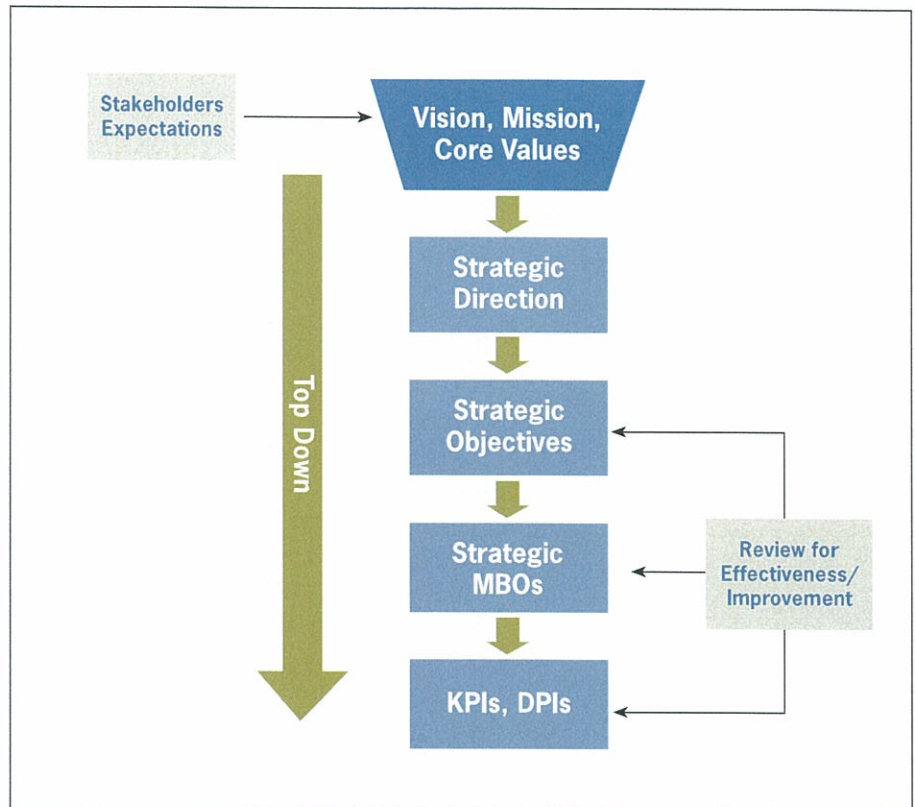 Stakeholders
Expectations
Vision, Mission,
Core Values
Strategic
Direction
Top Down
Strategic
Objectives
Strategic
MBOs
Review for
Effectiveness/
Improvement
KPIs, DPIs